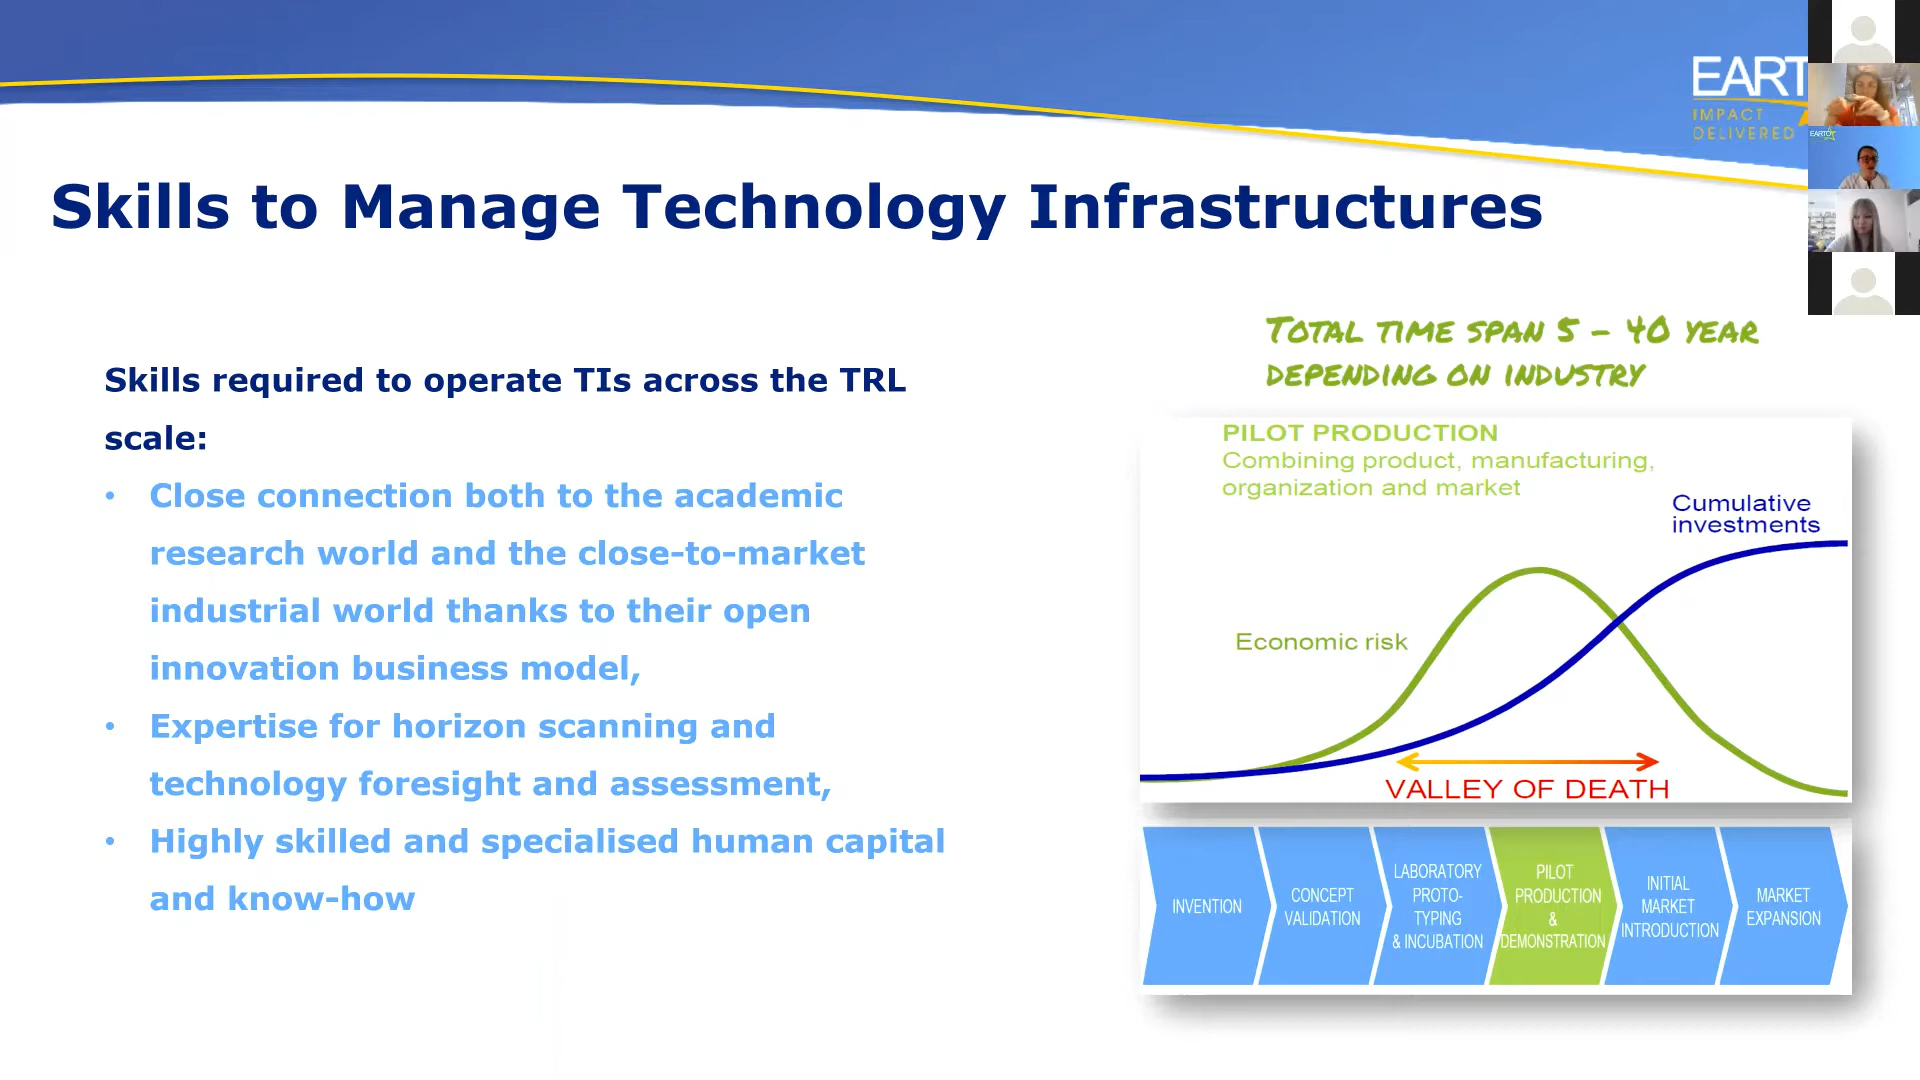 EARTO
IMPACT
DELIVERED
EARTO
Skills to Manage Technology Infrastructures
Skills required to operate TIs across the TRL
scale:
• Close connection both to the academic
research world and the close-to-market
industrial world thanks to their open
innovation business model,
• Expertise for horizon scanning and
technology foresight and assessment,
• Highly skilled and specialised human capital
and know-how
TOTAL TIME SPAN 5 – 40 YEAR
DEPENDING ON INDUSTRY
PILOT PRODUCTION
Combining product, manufacturing,
organization and market
Cumulative
investments
Economic risk
VALLEY OF DEATH
INVENTION
CONCEPT
VALIDATION
LABORATORY
PROTO-
TYPING
& INCUBATION
PILOT
PRODUCTION
&
DEMONSTRATION
INITIAL
MARKET
INTRODUCTION
MARKET
EXPANSION